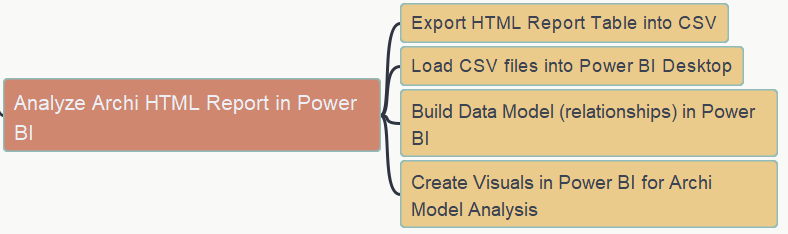 Analyze Archi HTML Report in Power
BI
Export HTML Report Table into CSV
Load CSV files into Power BI Desktop
Build Data Model (relationships) in Power
BI
Create Visuals in Power BI for Archi
Model Analysis